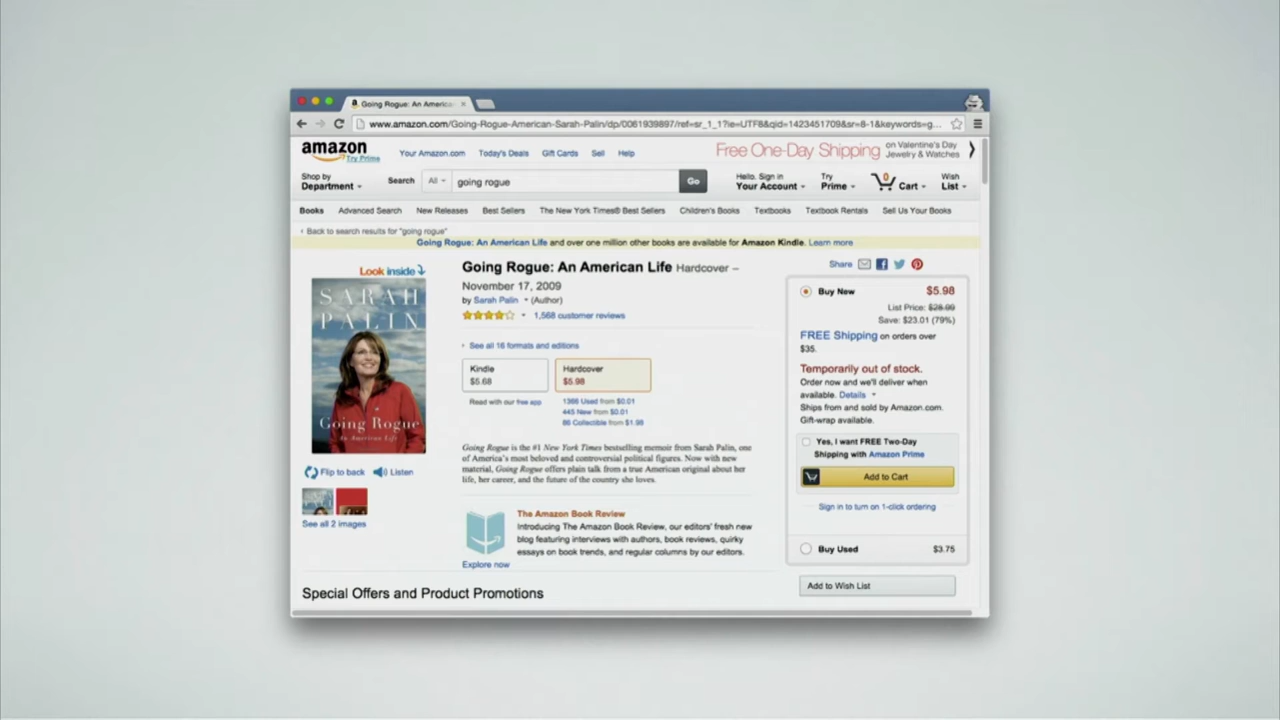 Going Rogue: An America
www.amazon.com/Going-Rogue-American-Sarah-Palin/dp/0061939897/ref=sr_1_1?ie=UTF8&qid=1423451709&sr=8-1&keywords=g...
amazon
Try Prime
Your Amazon.com Today's Deals Gift Cards Sell Help
Free One-Day Shipping on Valentine's Day Jewelry & Watches
Shop by
Department
Search All going rogue Go
Hello. Sign in
Your Account
Try
Prime
0
Cart
Wish
List
Books Advanced Search New Releases Best Sellers The New York Times® Best Sellers Children's Books Textbooks Textbook Rentals Sell Us Your Books
‹ Back to search results for "going rogue"
Going Rogue: An American Life and over one million other books are available for Amazon Kindle. Learn more
Look inside
SARAH
PALIN
Going Rogue
An American Life
Flip to back Listen
See all 2 images
Going Rogue: An American Life Hardcover –
November 17, 2009
by Sarah Palin (Author)
1,568 customer reviews
See all 16 formats and editions
Kindle
$5.68
Hardcover
$5.98
Read with our free app
1366 Used from $0.01
445 New from $0.01
86 Collectible from $1.98
Going Rogue is the #1 New York Times bestselling memoir from Sarah Palin, one
of America's most beloved and controversial political figures. Now with new
material, Going Rogue offers plain talk from a true American original about her
life, her career, and the future of the country she loves.
The Amazon Book Review
Introducing The Amazon Book Review, our editors' fresh new
blog featuring interviews with authors, book reviews, quirky
essays on book trends, and regular columns by our editors.
Explore now
Special Offers and Product Promotions
Share
Buy New $5.98
List Price: $28.99
Save: $23.01 (79%)
FREE Shipping on orders over
$35.
Temporarily out of stock.
Order now and we'll deliver when
available. Details
Ships from and sold by Amazon.com.
Gift-wrap available.
Yes, I want FREE Two-Day
Shipping with Amazon Prime
Add to Cart
Sign in to turn on 1-click ordering
Buy Used $3.75
Add to Wish List